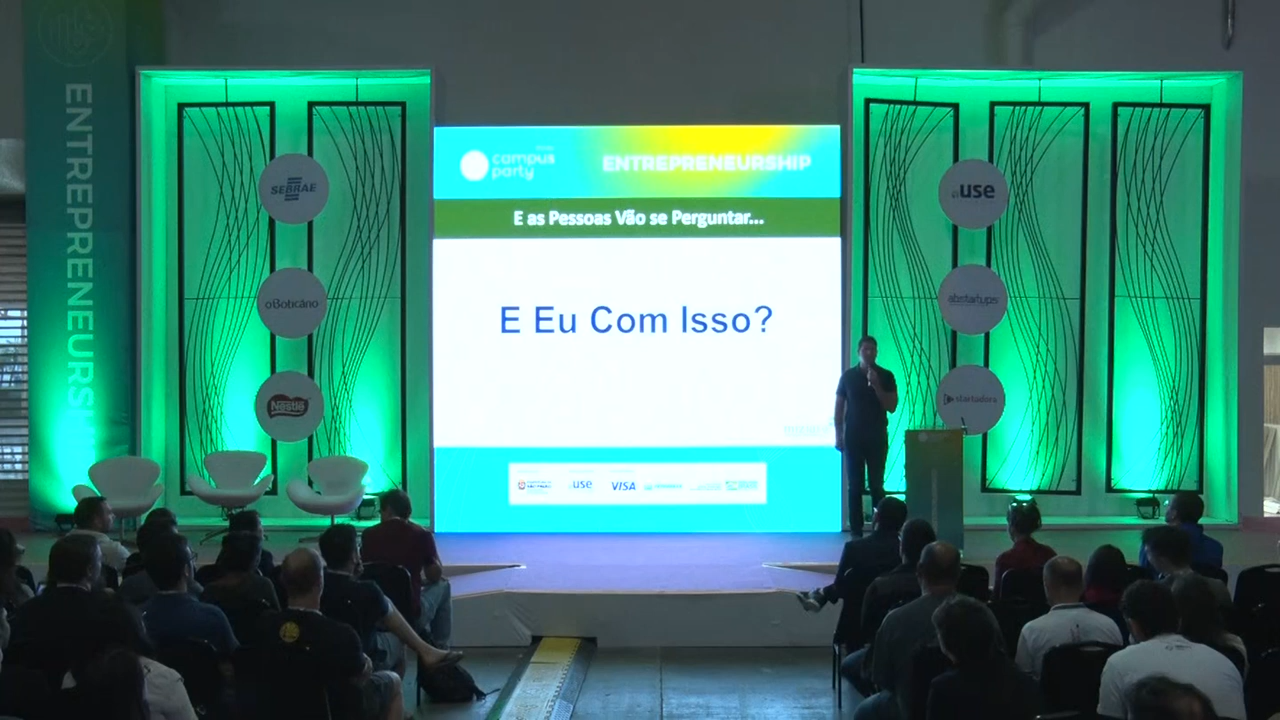 ENTREPRENEURSHIP
SEBRAE
oBoticário
Nestlé
campus
party
ENTREPRENEURSHIP
E as Pessoas Vão se Perguntar...
E Eu Com Isso?
use
VISA
use
abstartups
startadora